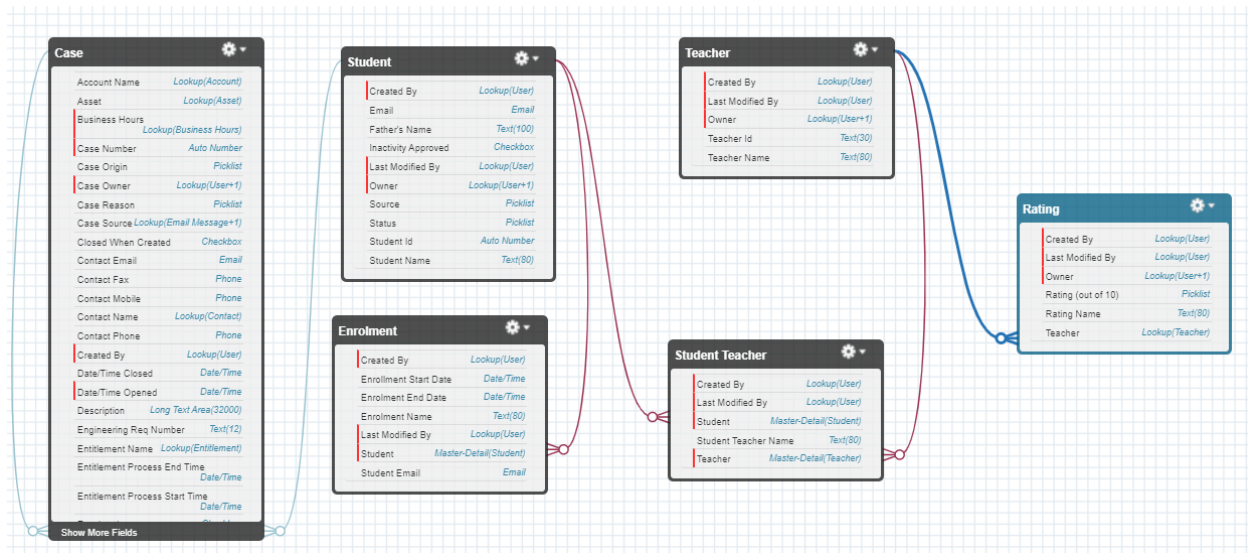 Case
Account Name Lookup(Account)
Asset Lookup(Asset)
Business Hours
Lookup(Business Hours)
Case Number Auto Number
Case Origin Picklist
Case Owner Lookup(User+1)
Case Reason Picklist
Case Source Lookup(Email Message+1)
Closed When Created Checkbox
Contact Email Email
Contact Fax Phone
Contact Mobile Phone
Contact Name Lookup(Contact)
Contact Phone Phone
Created By Lookup(User)
Date/Time Closed Date/Time
Date/Time Opened Date/Time
Description Long Text Area(32000)
Engineering Req Number Text(12)
Entitlement Name Lookup(Entitlement)
Entitlement Process End Time
Date/Time
Entitlement Process Start Time
Date/Time
Show More Fields
Student
Created By Lookup(User)
Email Email
Father's Name Text(100)
Inactivity Approved Checkbox
Last Modified By Lookup(User)
Owner Lookup(User+1)
Source Picklist
Status Picklist
Student Id Auto Number
Student Name Text(80)
Enrolment
Created By Lookup(User)
Enrollment Start Date Date/Time
Enrolment End Date Date/Time
Enrolment Name Text(80)
Last Modified By Lookup(User)
Student Master-Detail(Student)
Student Email Email
Teacher
Created By Lookup(User)
Last Modified By Lookup(User)
Owner Lookup(User+1)
Teacher Id Text(30)
Teacher Name Text(80)
Student Teacher
Created By Lookup(User)
Last Modified By Lookup(User)
Student Master-Detail(Student)
Student Teacher Name Text(80)
Teacher Master-Detail(Teacher)
Rating
Created By Lookup(User)
Last Modified By Lookup(User)
Owner Lookup(User+1)
Rating (out of 10) Picklist
Rating Name Text(80)
Teacher Lookup(Teacher)